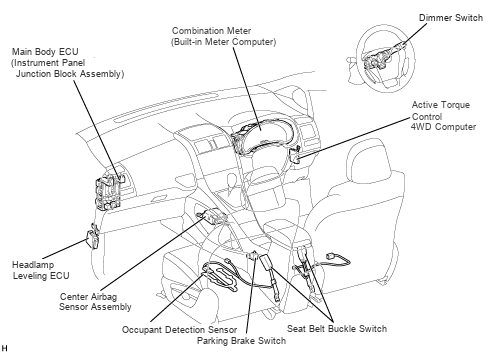 Dimmer Switch
Combination Meter
(Built-in Meter Computer)
Main Body ECU
(Instrument Panel
Junction Block Assembly)
Active Torque
Control
4WD Computer
Headlamp
Leveling ECU
Center Airbag
Sensor Assembly
Occupant Detection Sensor
Parking Brake Switch
Seat Belt Buckle Switch
H